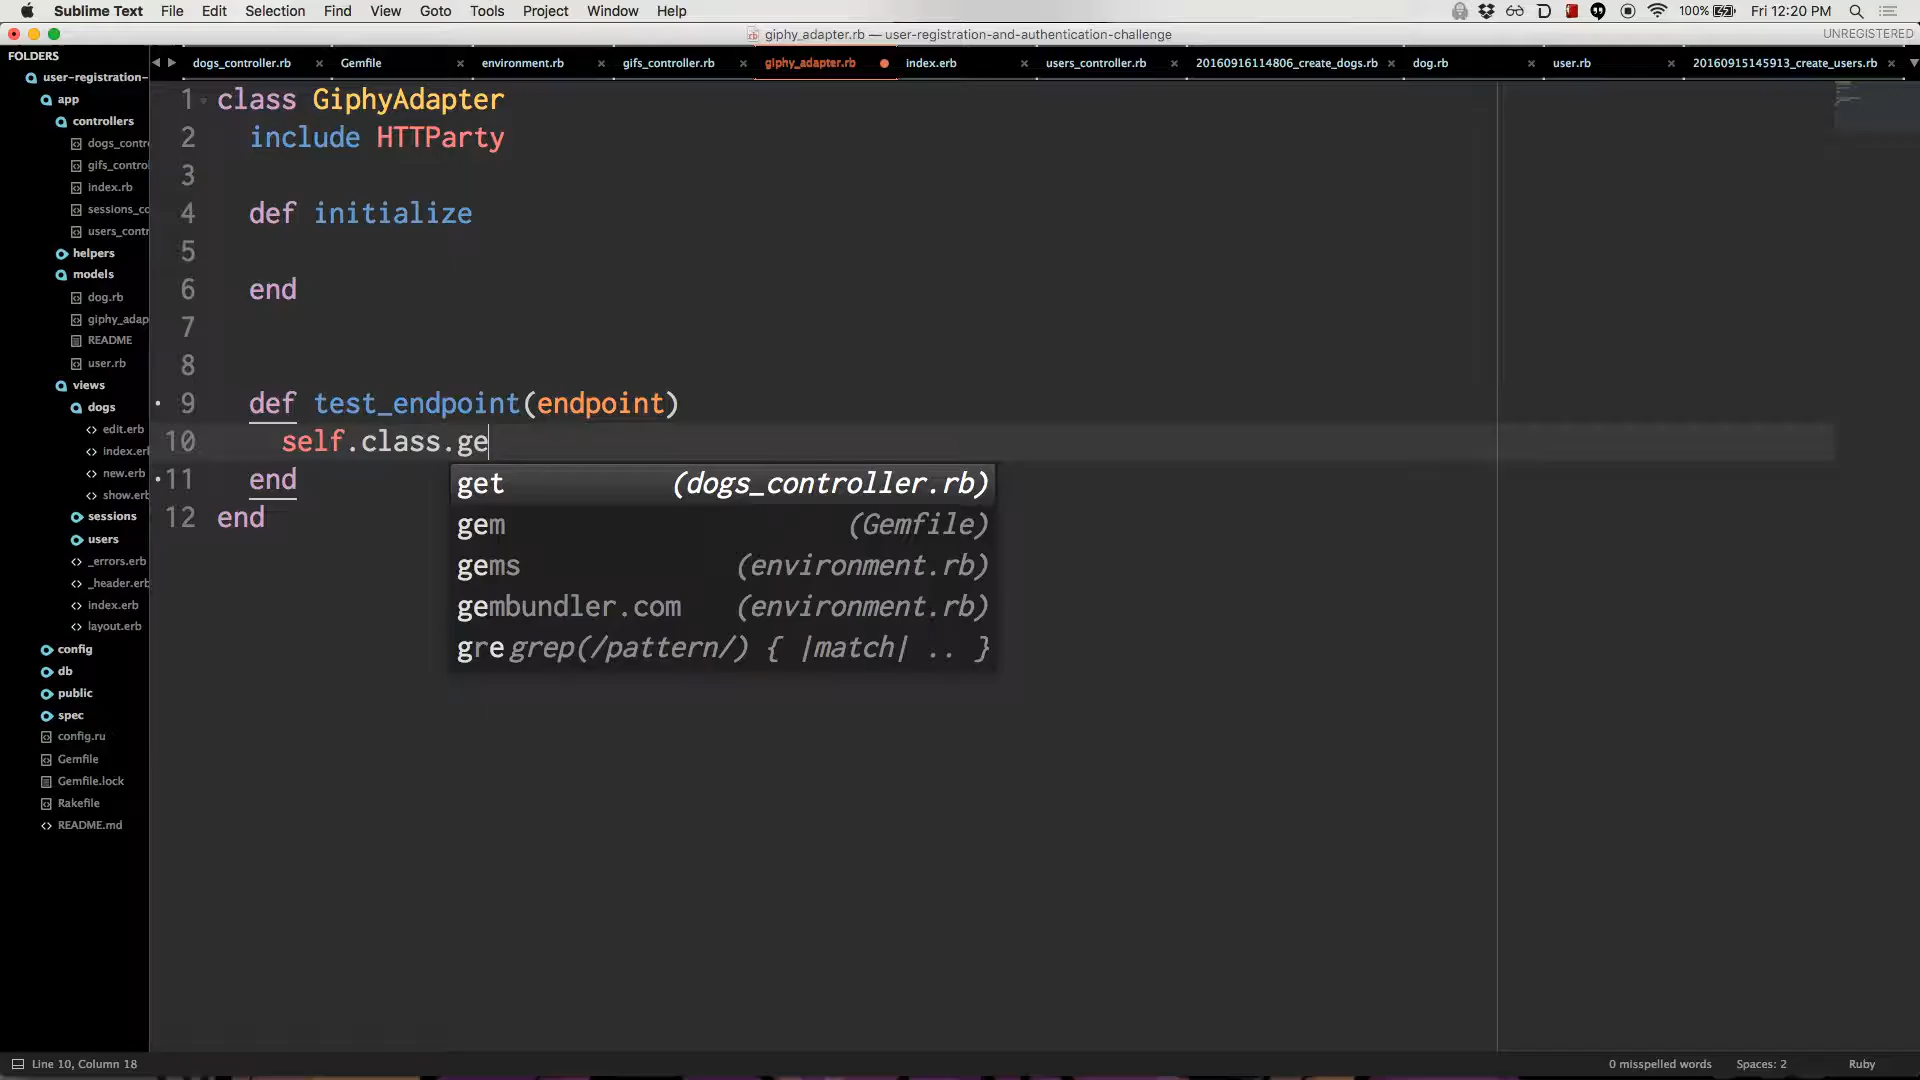 Sublime Text File Edit Selection Find View Goto Tools Project Window Help 100% Fri 12:20 PM
giphy_adapter.rb — user-registration-and-authentication-challenge UNREGISTERED
FOLDERS
dogs_controller.rb Gemfile environment.rb gifs_controller.rb giphy_adapter.rb index.erb users_controller.rb 20160916114806_create_dogs.rb dog.rb user.rb 20160915145913_create_users.rb
user-registration-
app
controllers
dogs_contr
gifs_contro
index.rb
sessions_co
users_contr
helpers
models
dog.rb
giphy_adap
README
user.rb
views
dogs
edit.erb
index.erl
new.erb
show.erb
sessions
users
_errors.erb
_header.erb
index.erb
layout.erb
config
db
public
spec
config.ru
Gemfile
Gemfile.lock
Rakefile
README.md
1 class GiphyAdapter
2 include HTTParty
3
4 def initialize
5
6 end
7
8
9 def test_endpoint(endpoint)
10 self.class.ge
11 end
12 end
get (dogs_controller.rb)
gem (Gemfile)
gems (environment.rb)
gembundler.com (environment.rb)
gre grep(/pattern/) { |match| .. }
Line 10, Column 18 0 misspelled words Spaces: 2 Ruby